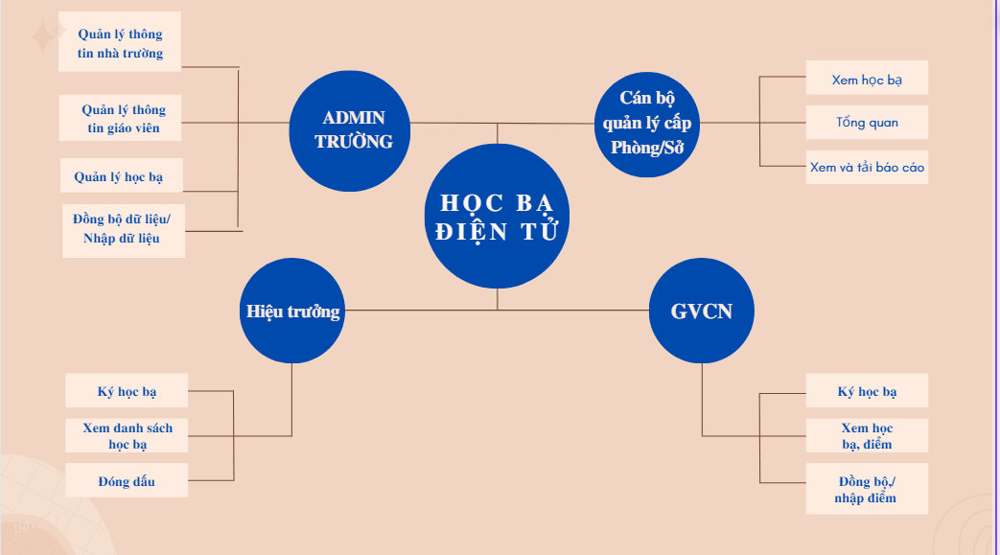 Quản lý thông
tin nhà trường
Quản lý thông
tin giáo viên
Quản lý học bạ
Đồng bộ dữ liệu/
Nhập dữ liệu
ADMIN
TRƯỜNG
Cán bộ
quản lý cấp
Phòng/Sở
Xem học bạ
Tổng quan
Xem và tải báo cáo
HỌC BẠ
ĐIỆN TỬ
Hiệu trưởng
GVCN
Ký học bạ
Xem danh sách
học bạ
Đóng dấu
Ký học bạ
Xem học
bạ, điểm
Đồng bộ,/
nhập điểm